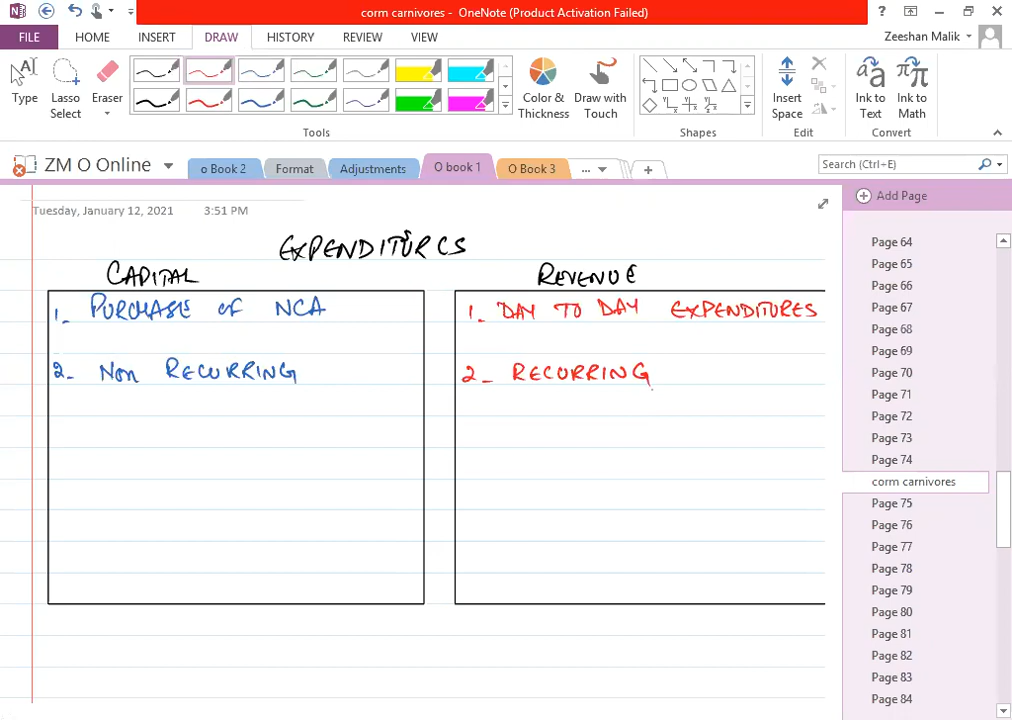 corm carnivores - OneNote (Product Activation Failed)
FILE HOME INSERT DRAW HISTORY REVIEW VIEW
Zeeshan Malik
Type
Lasso Select
Eraser
Color & Thickness
Draw with Touch
Insert Space
Ink to Text
Ink to Math
Tools
Shapes
Edit
Convert
ZM O Online
o Book 2
Format
Adjustments
O book 1
O Book 3
...
Search (Ctrl+E)
Tuesday, January 12, 2021 3:51 PM
EXPENDITURES
CAPITAL
1. PURCHASE OF NCA
2- Non RECURRING
REVENUE
1. DAY TO DAY EXPENDITURES
2- RECURRING
Add Page
Page 64
Page 65
Page 66
Page 67
Page 68
Page 69
Page 70
Page 71
Page 72
Page 73
Page 74
corm carnivores
Page 75
Page 76
Page 77
Page 78
Page 79
Page 80
Page 81
Page 82
Page 83
Page 84